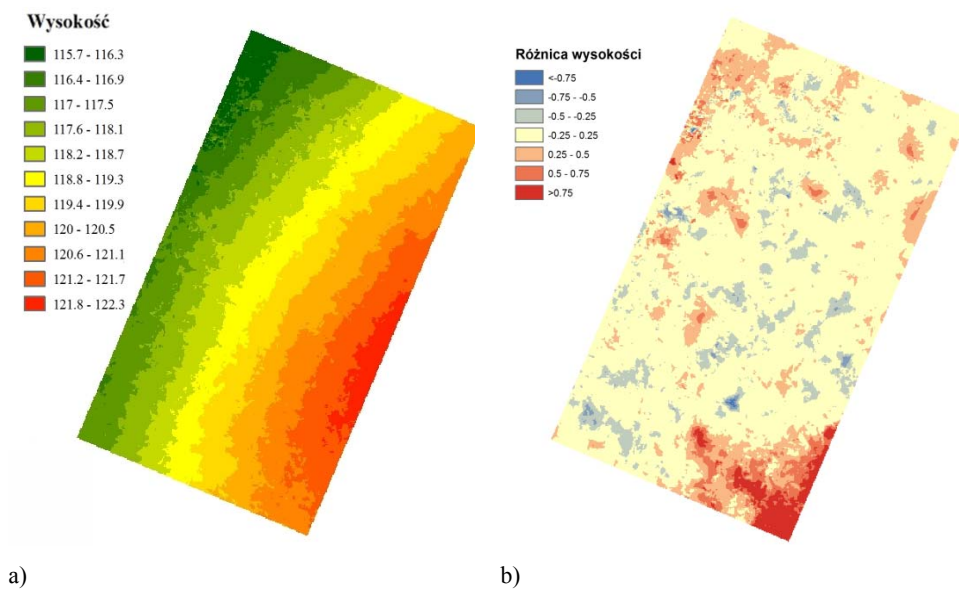 Wysokość
115.7 - 116.3
116.4 - 116.9
117 - 117.5
117.6 - 118.1
118.2 - 118.7
118.8 - 119.3
119.4 - 119.9
120 - 120.5
120.6 - 121.1
121.2 - 121.7
121.8 - 122.3
Różnica wysokości
<-0.75
-0.75 - -0.5
-0.5 - -0.25
-0.25 - 0.25
0.25 - 0.5
0.5 - 0.75
>0.75
a)
b)